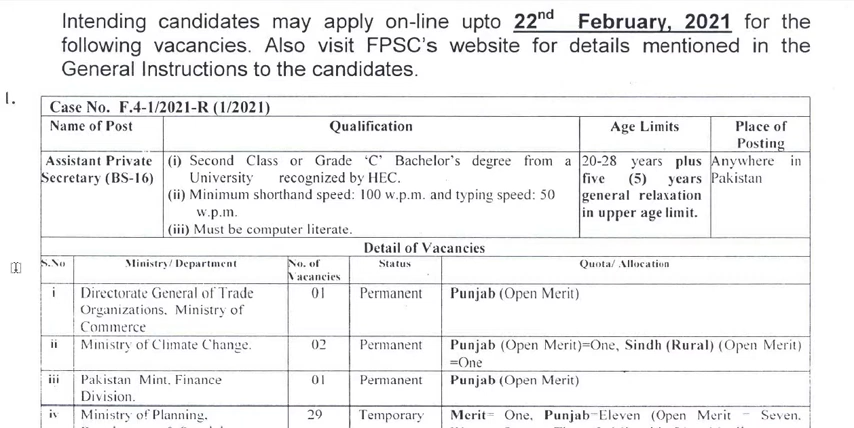 Intending candidates may apply on-line upto 22nd February, 2021 for the
following vacancies. Also visit FPSC's website for details mentioned in the
General Instructions to the candidates.
I.
Case No. F.4-1/2021-R (1/2021)
Name of Post Qualification Age Limits Place of
Posting
Assistant Private (i) Second Class or Grade 'C' Bachelor's degree from a 20-28 years plus Anywhere in
Secretary (BS-16) University recognized by HEC. five (5) years Pakistan
(ii) Minimum shorthand speed: 100 w.p.m. and typing speed: 50 general relaxation
w.p.m. in upper age limit.
(iii) Must be computer literate.
Detail of Vacancies
S.No Ministry/ Department No. of Status Quota/ Allocation
Vacancies
i Directorate General of Trade 01 Permanent Punjab (Open Merit)
Organizations, Ministry of
Commerce
ii Ministry of Climate Change. 02 Permanent Punjab (Open Merit)=One, Sindh (Rural) (Open Merit)
=One
iii Pakistan Mint, Finance 01 Permanent Punjab (Open Merit)
Division.
iv Ministry of Planning, 29 Temporary Merit= One, Punjab=Eleven (Open Merit = Seven,